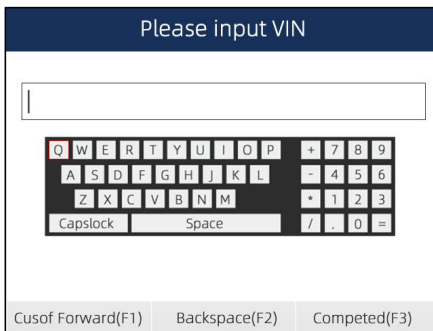 Please input VIN
Q W E R T Y U I O P + 7 8 9
A S D F G H J K L - 4 5 6
Z X C V B N M * 1 2 3
Capslock Space / . 0 =
Cusof Forward(F1) Backspace(F2) Competed(F3)